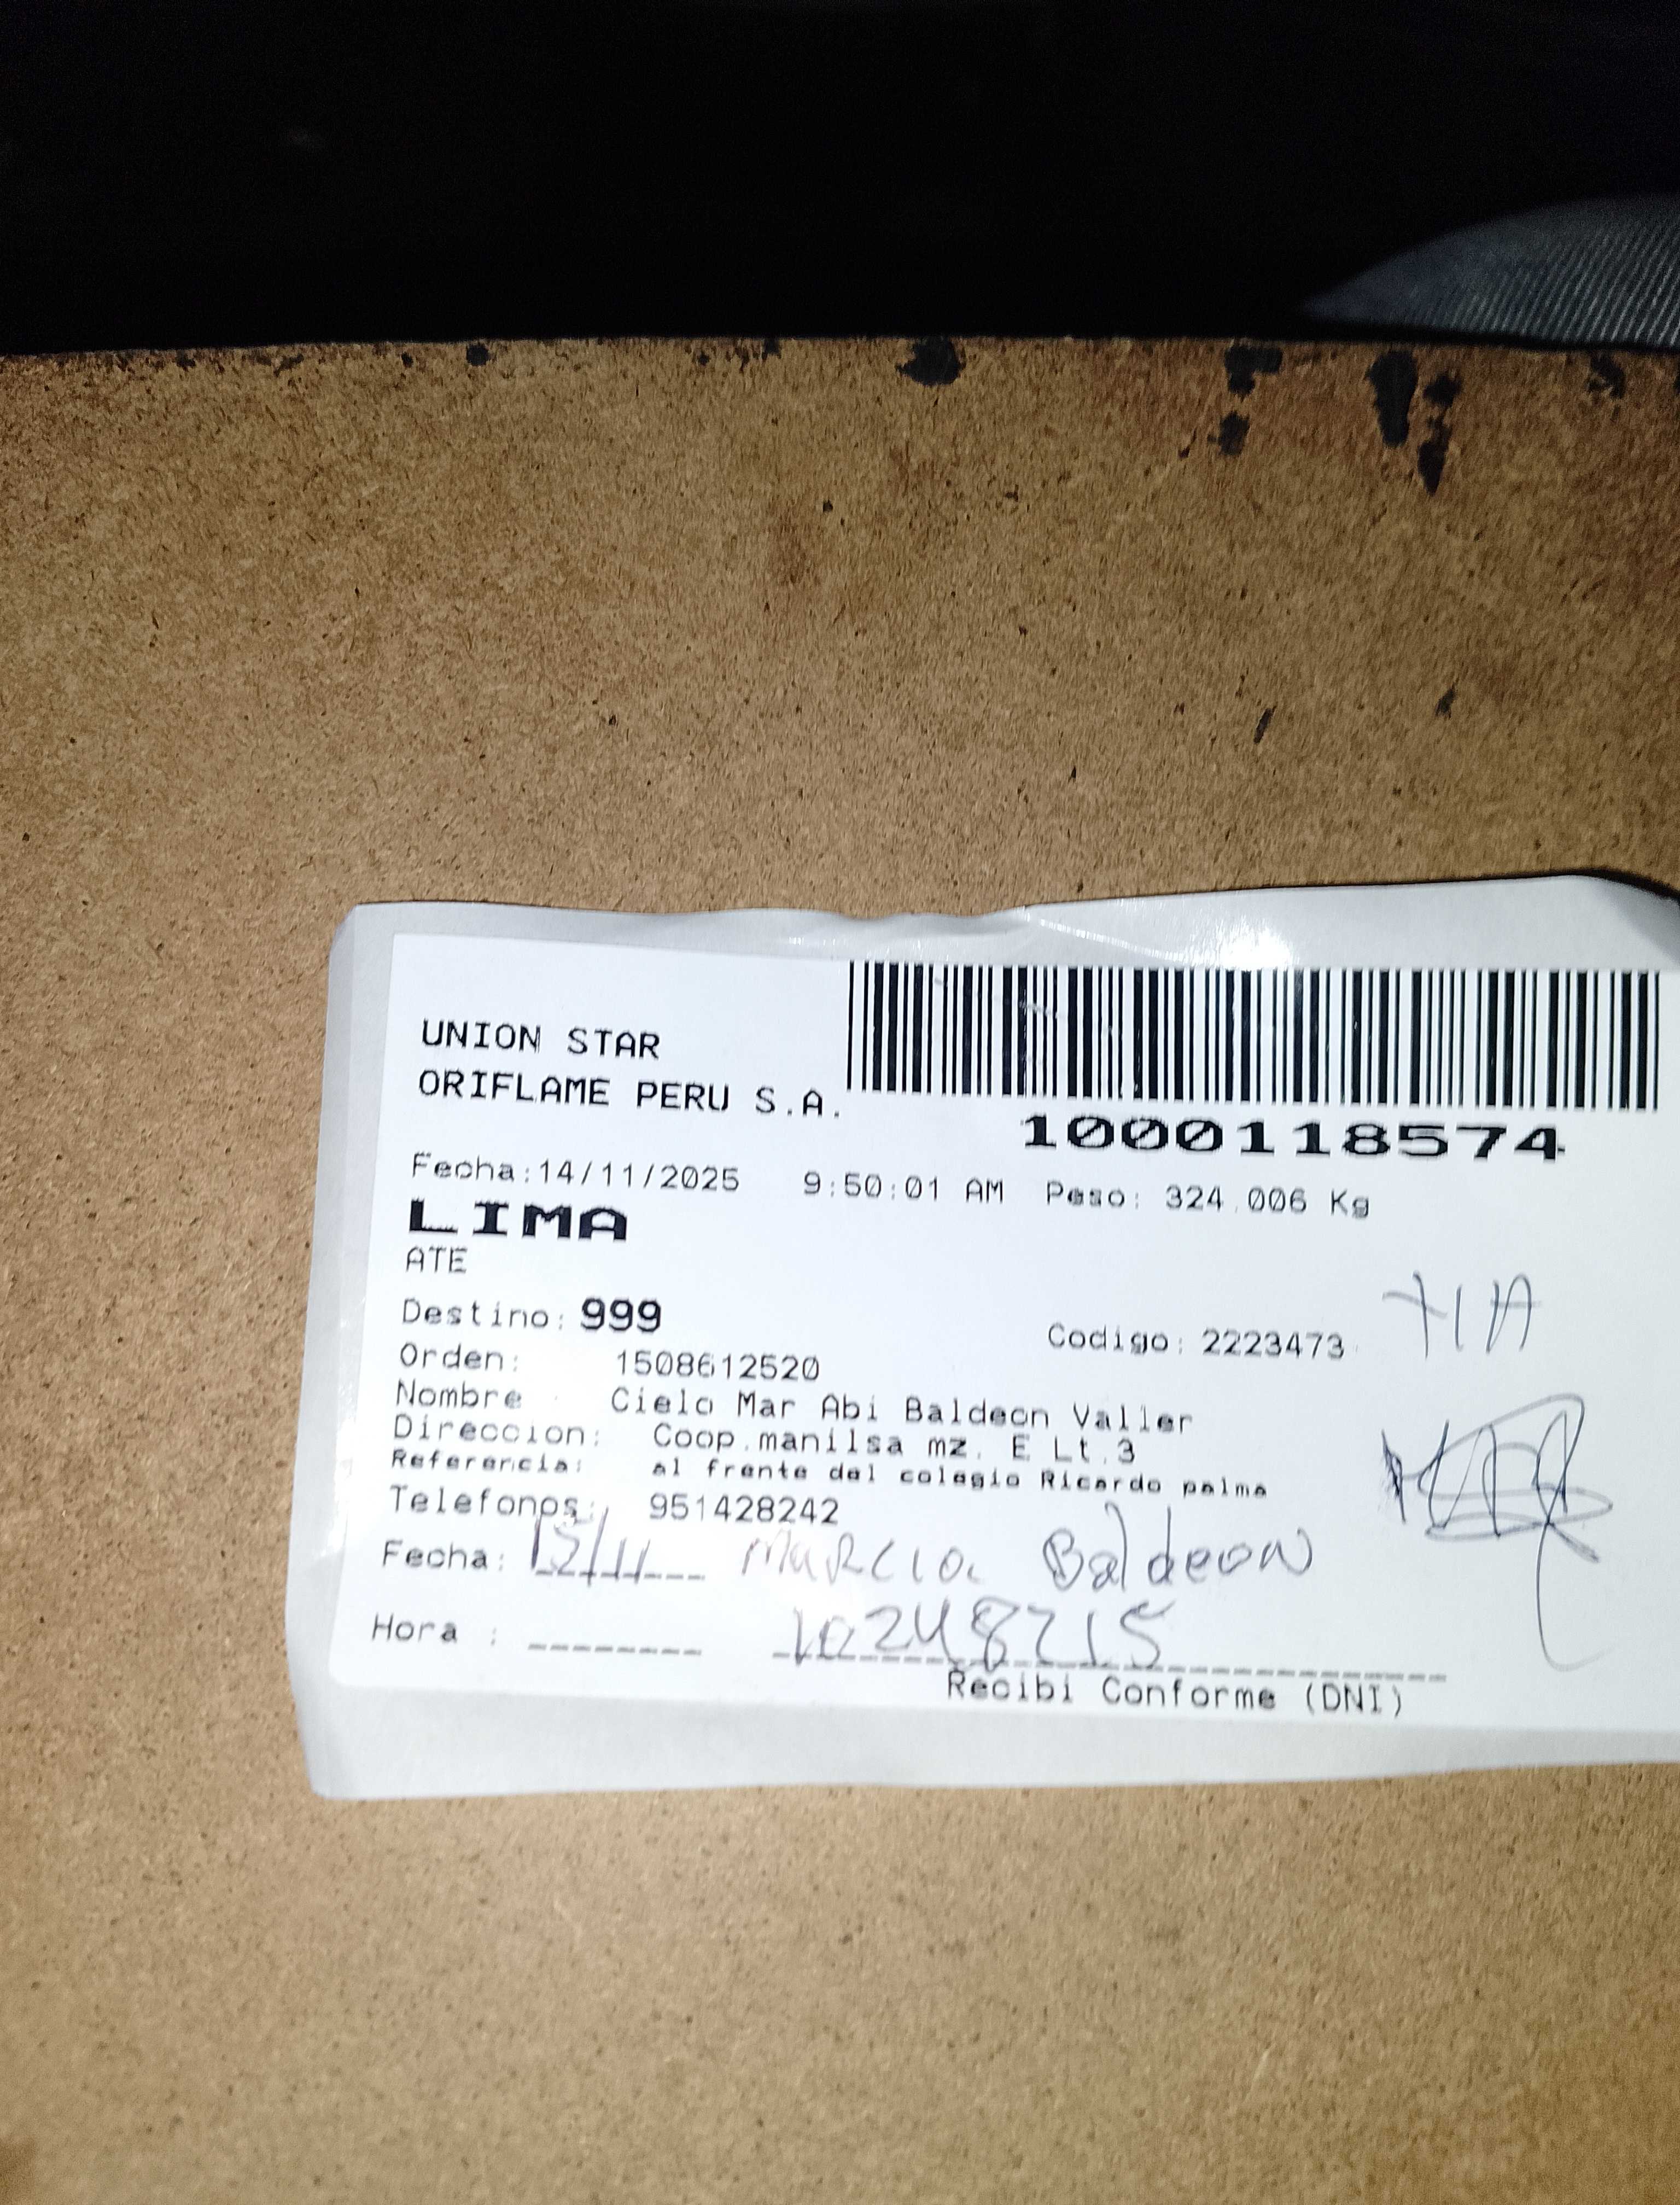 UNION STAR
ORIFLAME PERU S.A.
1000118574
Fecha:14/11/2025 9:50:01 AM Peso: 324.006 Kg
LIMA
ATE
Destino: 999
Codigo: 2223473 TIA
Orden: 1508612520
Nombre : Cielo Mar Abi Baldeon Valler
Direccion: Coop.manilsa mz. E Lt.3
Referencia: al frente del colegio Ricardo palma
Telefonos: 951428242
Fecha: 15/11 Marcia Baldeon
Hora :
Recibi Conforme (DNI)